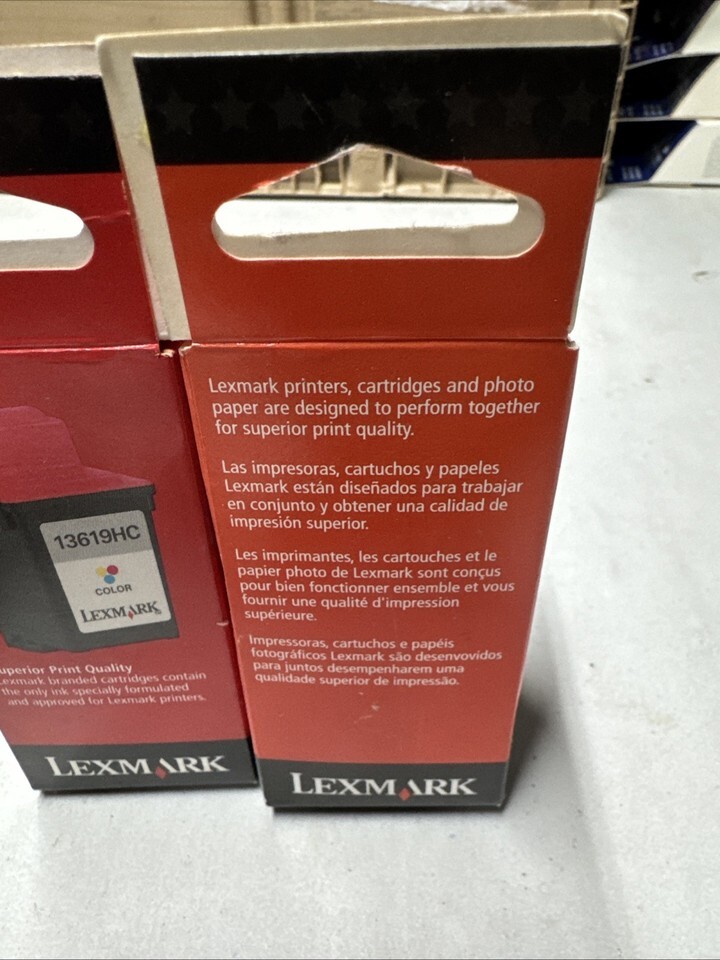 Lexmark printers, cartridges and photo
paper are designed to perform together
for superior print quality.
Las impresoras, cartuchos y papeles
Lexmark están diseñados para trabajar
en conjunto y obtener una calidad de
impresión superior.
Les imprimantes, les cartouches et le
papier photo de Lexmark sont conçus
pour bien fonctionner ensemble et vous
fournir une qualité d'impression
supérieure.
Impressoras, cartuchos e papéis
fotográficos Lexmark são desenvovidos
para juntos desempenharem uma
qualidade superior de impressão.
LEXMARK
13619HC
COLOR
LEXMARK
uperior Print Quality
Lexmark branded cartridges contain
the only ink specially formulated
and approved for Lexmark printers.
LEXMARK